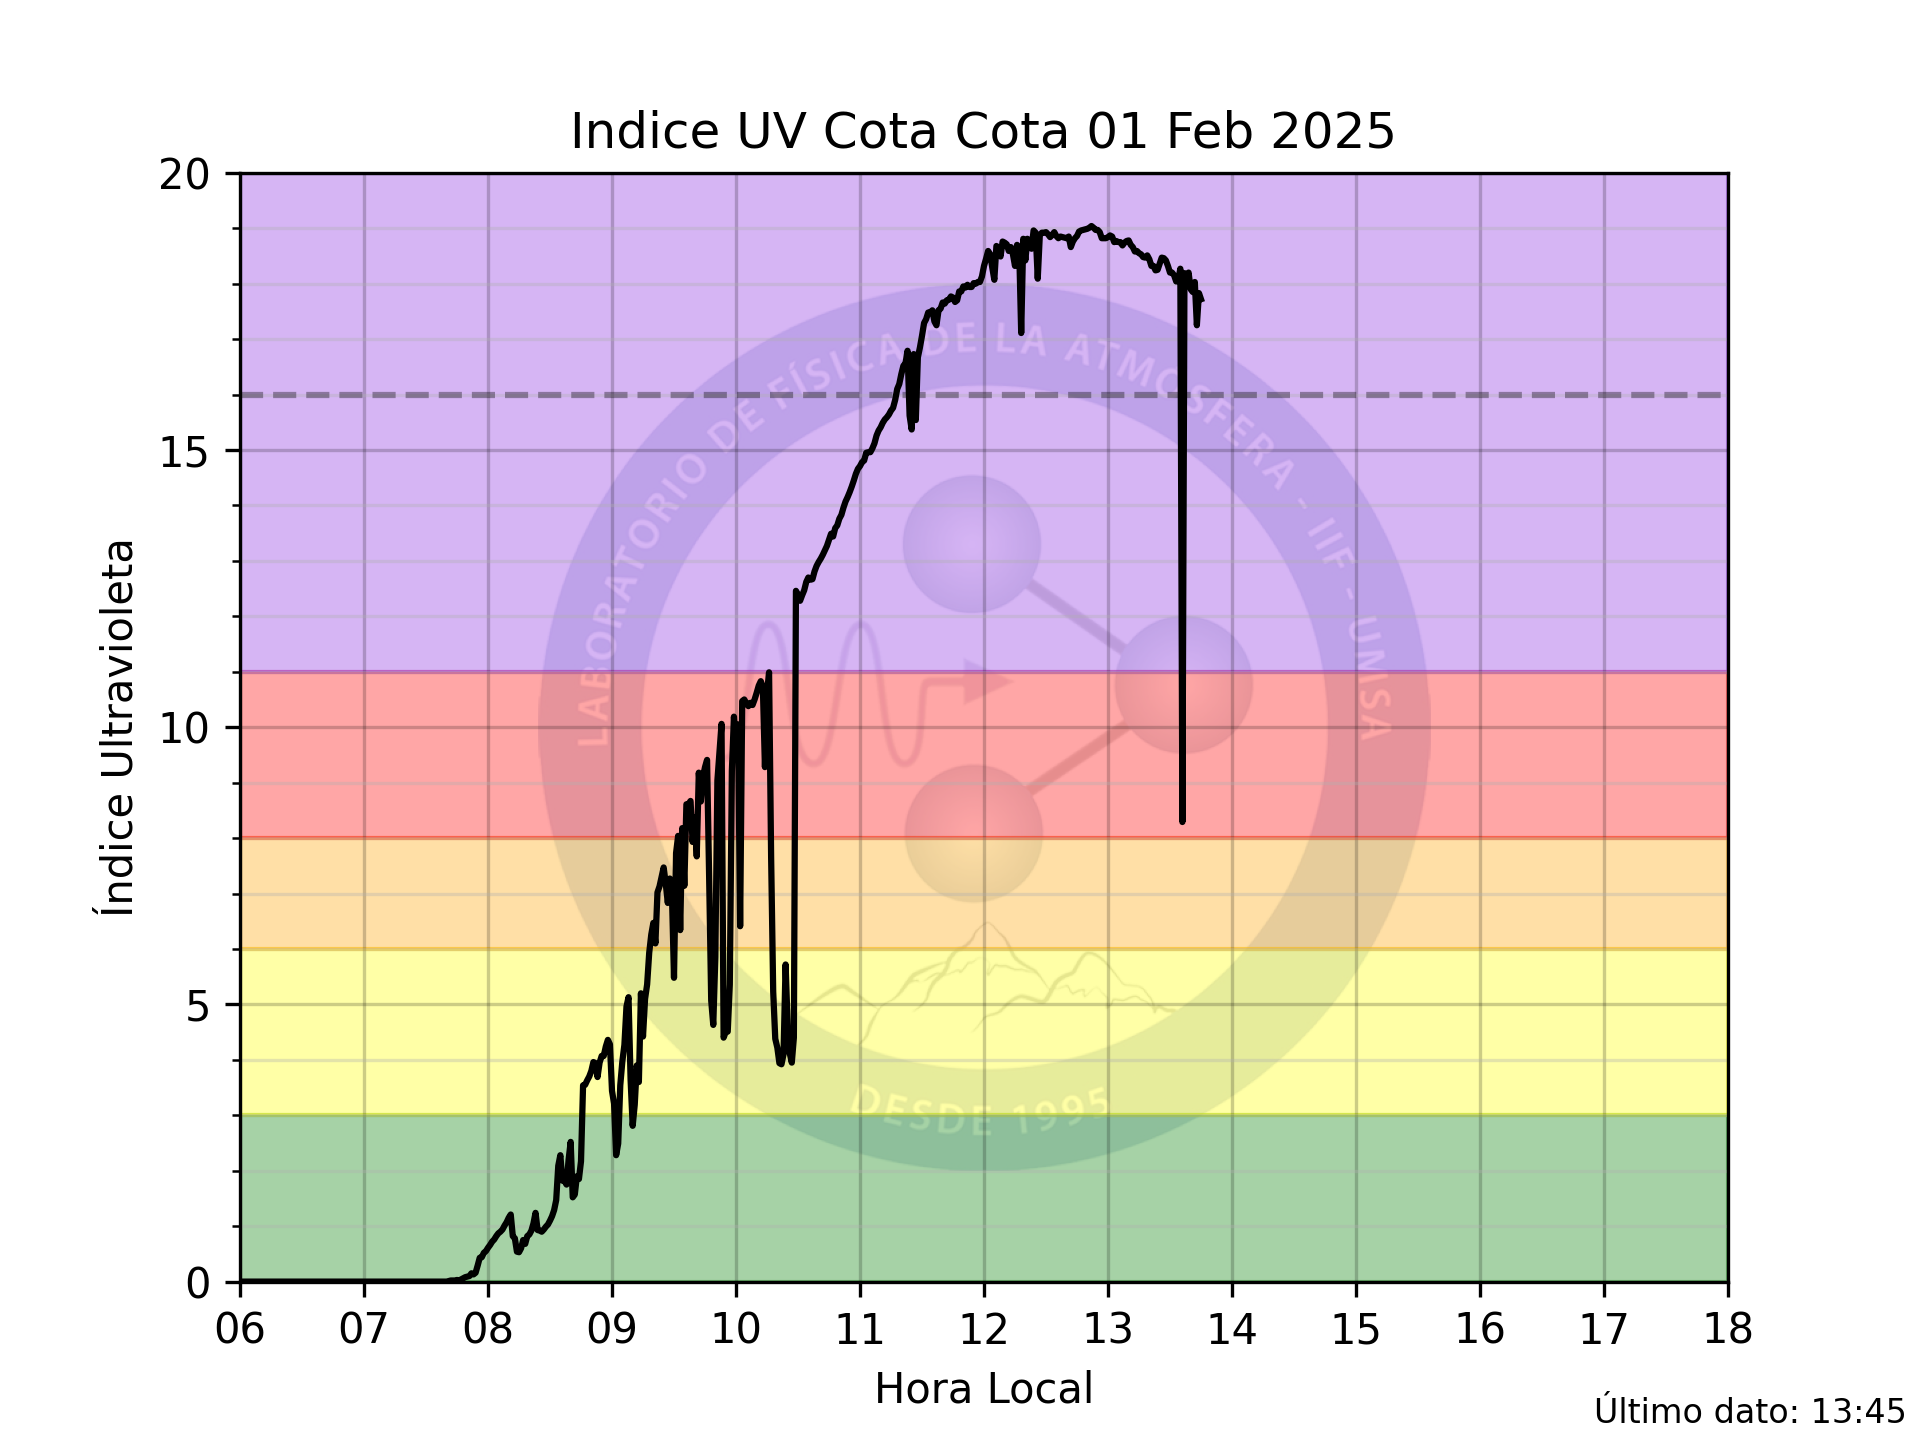 Indice UV Cota Cota 01 Feb 2025
20
15
10
5
0
Índice Ultravioleta
LABORATORIO DE FÍSICA DE LA ATMOSFERA - IIF - UMSA
DESDE 1995
06 07 08 09 10 11 12 13 14 15 16 17 18
Hora Local
Último dato: 13:45